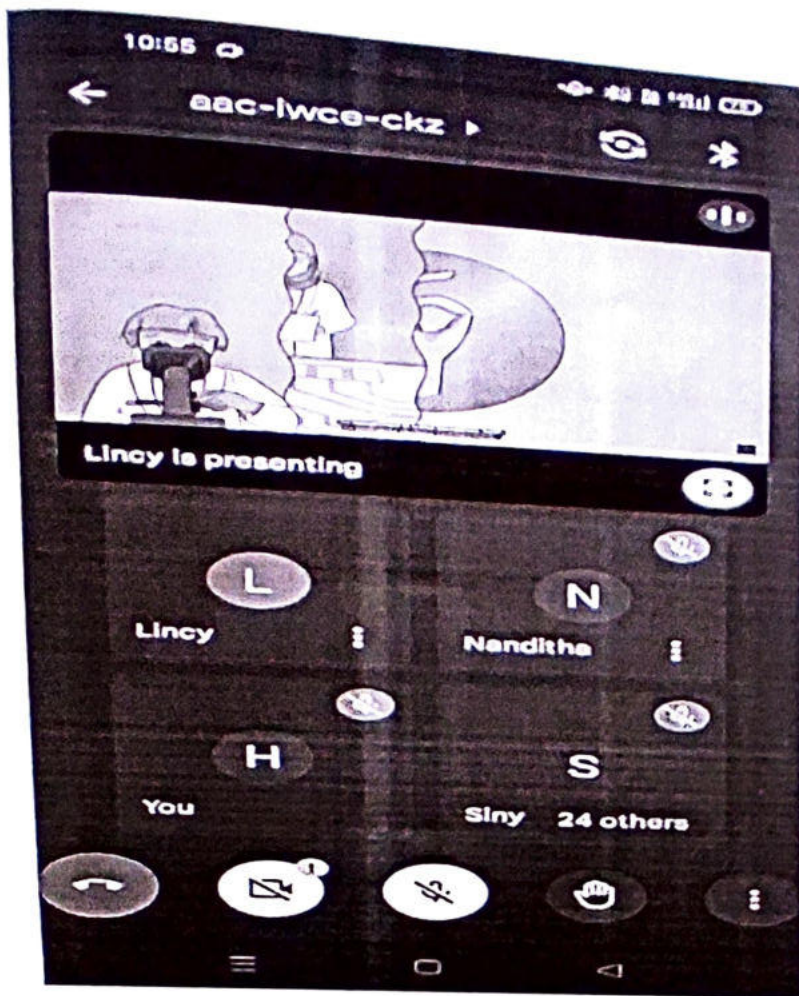 10:55
aac-iwce-ckz
Lincy is presenting
L
N
Lincy
Nanditha
H
S
You
Siny 24 others